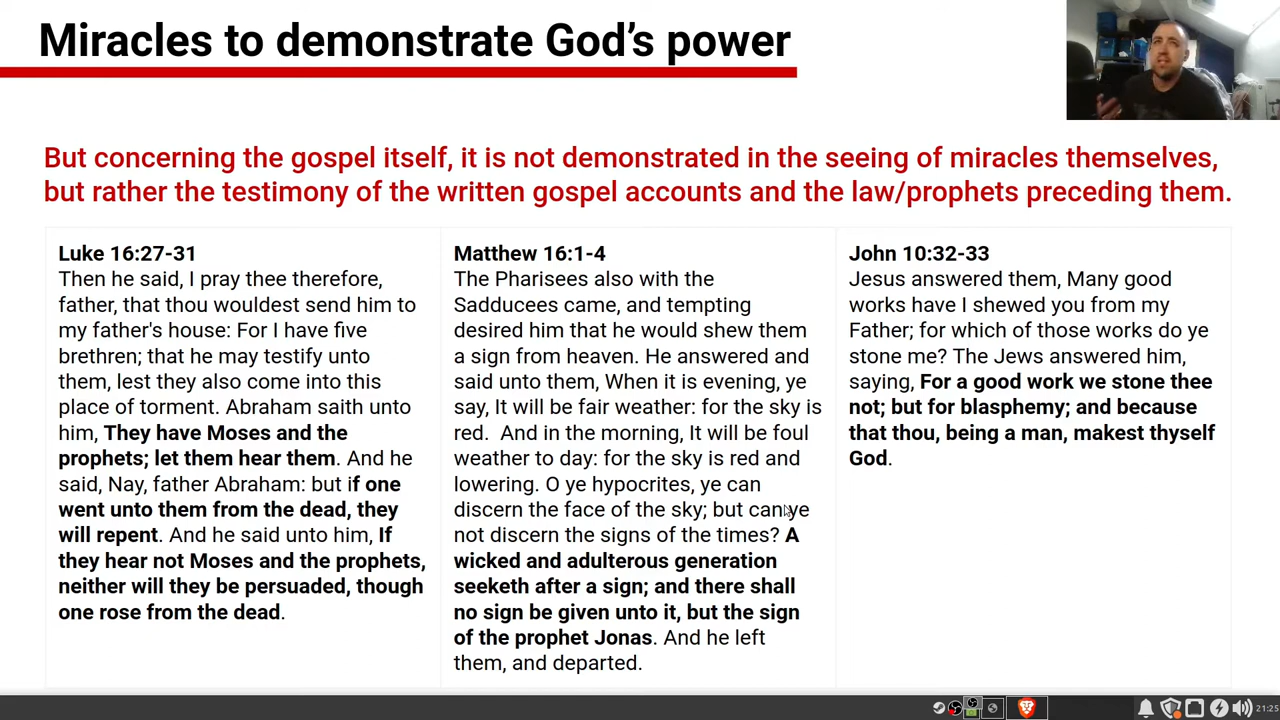 Miracles to demonstrate God's power
But concerning the gospel itself, it is not demonstrated in the seeing of miracles themselves,
but rather the testimony of the written gospel accounts and the law/prophets preceding them.
Luke 16:27-31
Then he said, I pray thee therefore,
father, that thou wouldest send him to
my father's house: For I have five
brethren; that he may testify unto
them, lest they also come into this
place of torment. Abraham saith unto
him, They have Moses and the
prophets; let them hear them. And he
said, Nay, father Abraham: but if one
went unto them from the dead, they
will repent. And he said unto him, If
they hear not Moses and the prophets,
neither will they be persuaded, though
one rose from the dead.
Matthew 16:1-4
The Pharisees also with the
Sadducees came, and tempting
desired him that he would shew them
a sign from heaven. He answered and
said unto them, When it is evening, ye
say, It will be fair weather: for the sky is
red. And in the morning, It will be foul
weather to day: for the sky is red and
lowering. O ye hypocrites, ye can
discern the face of the sky; but can ye
not discern the signs of the times? A
wicked and adulterous generation
seeketh after a sign; and there shall
no sign be given unto it, but the sign
of the prophet Jonas. And he left
them, and departed.
John 10:32-33
Jesus answered them, Many good
works have I shewed you from my
Father; for which of those works do ye
stone me? The Jews answered him,
saying, For a good work we stone thee
not; but for blasphemy; and because
that thou, being a man, makest thyself
God.
21:25